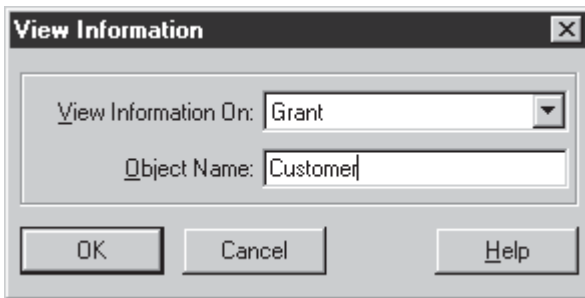 View Information
View Information On: Grant
Object Name: Customer
OK Cancel Help